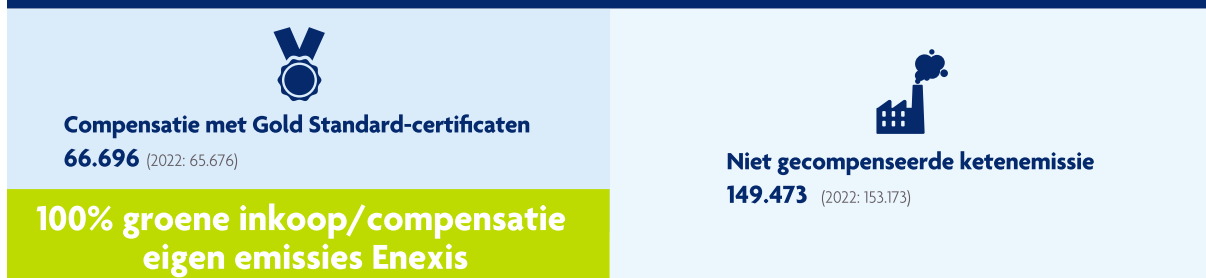 Compensatie met Gold Standard-certificaten
66.696 (2022: 65.676)
100% groene inkoop/compensatie
eigen emissies Enexis
Niet gecompenseerde ketenemissie
149.473 (2022: 153.173)